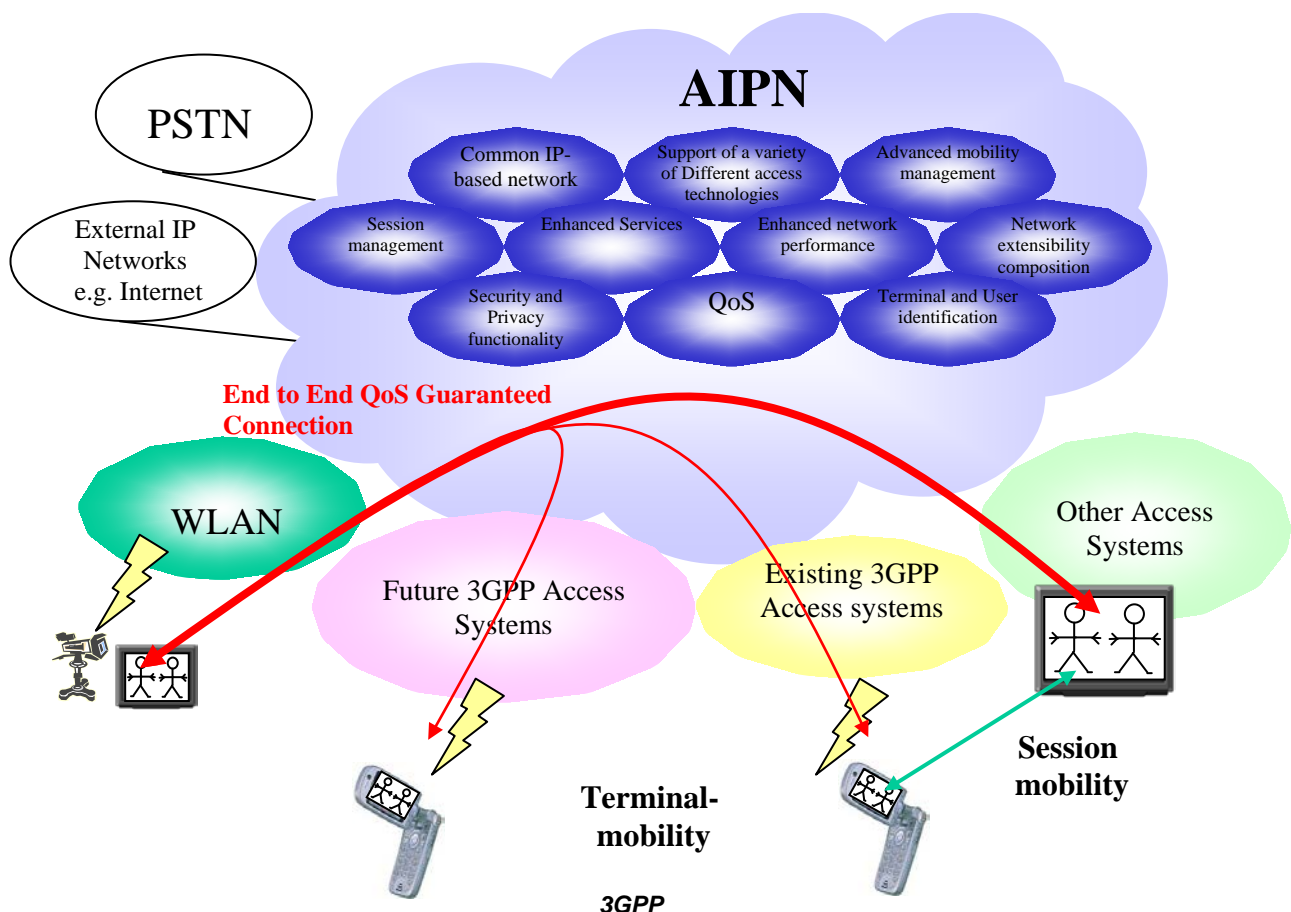 AIPN
PSTN
Common IP-
based network
Support of a variety
of Different access
technologies
Advanced mobility
management
External IP
Networks
e.g. Internet
Session
management
Enhanced Services
Enhanced network
performance
Network
extensibility
composition
Security and
Privacy
functionality
QoS
Terminal and User
identification
End to End QoS Guaranteed
Connection
WLAN
Future 3GPP Access
Systems
Existing 3GPP
Access systems
Other Access
Systems
Terminal-
mobility
Session
mobility
3GPP